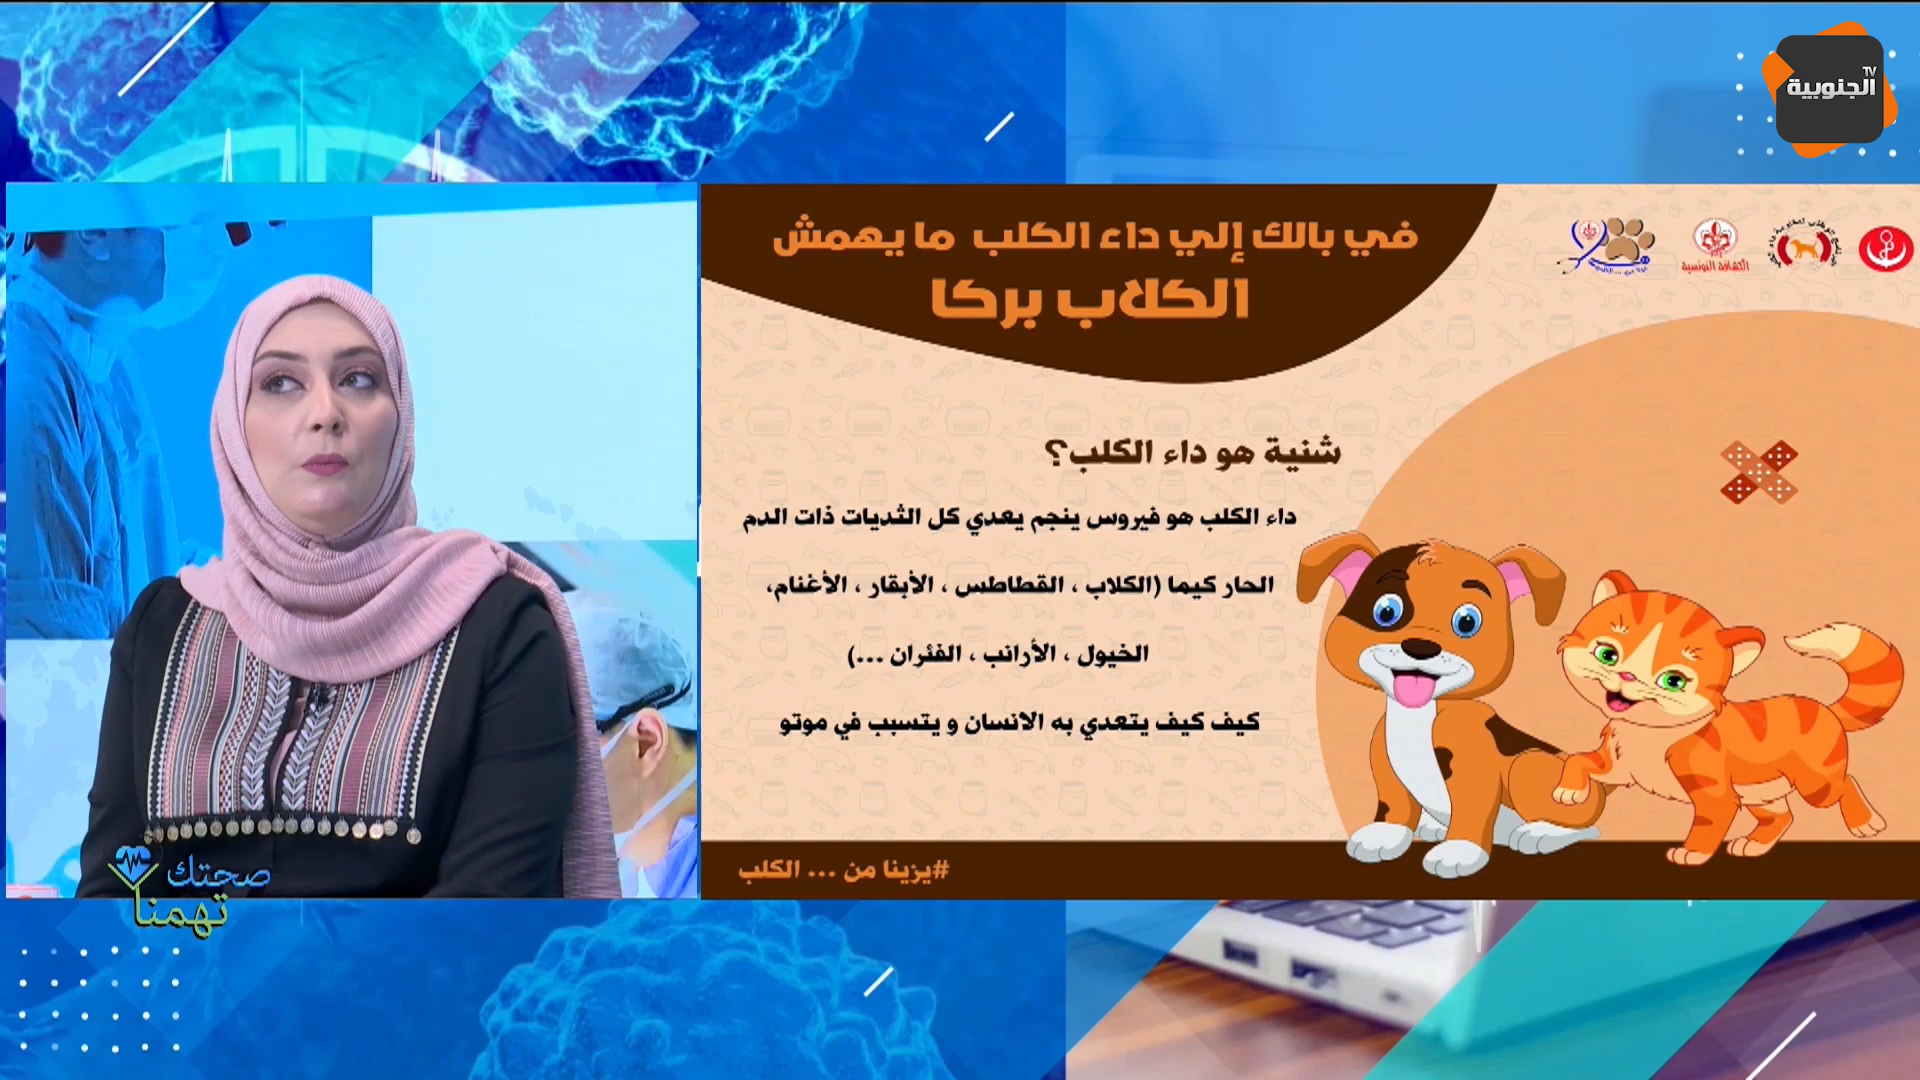 الجنوبية
TV
في بالك إلي داء الكلب ما يهمش
الكلاب بركا
الكشافة التونسية
شنية هو داء الكلب؟
داء الكلب هو فيروس ينجم يعدي كل الثديات ذات الدم
الحار كيما (الكلاب ، القطاطس ، الأبقار ، الأغنام،
الخيول ، الأرانب ، الفئران ...)
كيف كيف يتعدي به الانسان و يتسبب في موتو
#يزينا من ... الكلب
صحتك
تهمنا